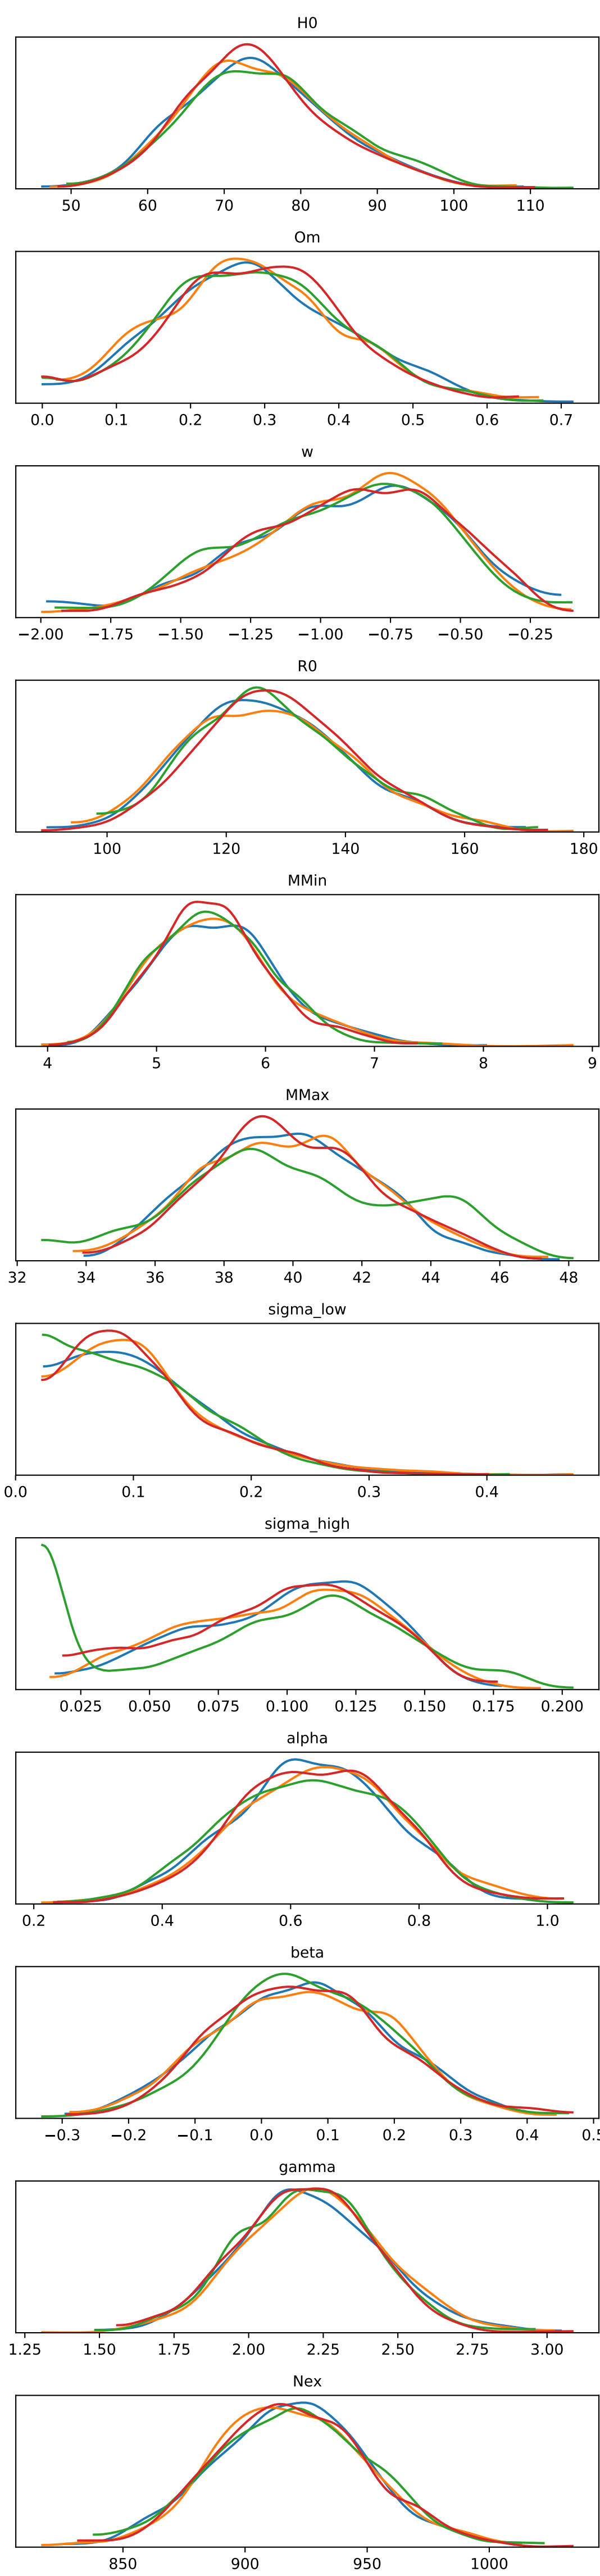 H0
50 60 70 80 90 100 110
Om
0.0 0.1 0.2 0.3 0.4 0.5 0.6 0.7
w
−2.00 −1.75 −1.50 −1.25 −1.00 −0.75 −0.50 −0.25
R0
100 120 140 160 180
MMin
4 5 6 7 8 9
MMax
32 34 36 38 40 42 44 46 48
sigma_low
0.0 0.1 0.2 0.3 0.4
sigma_high
0.025 0.050 0.075 0.100 0.125 0.150 0.175 0.200
alpha
0.2 0.4 0.6 0.8 1.0
beta
−0.3 −0.2 −0.1 0.0 0.1 0.2 0.3 0.4
gamma
1.25 1.50 1.75 2.00 2.25 2.50 2.75 3.00
Nex
850 900 950 1000